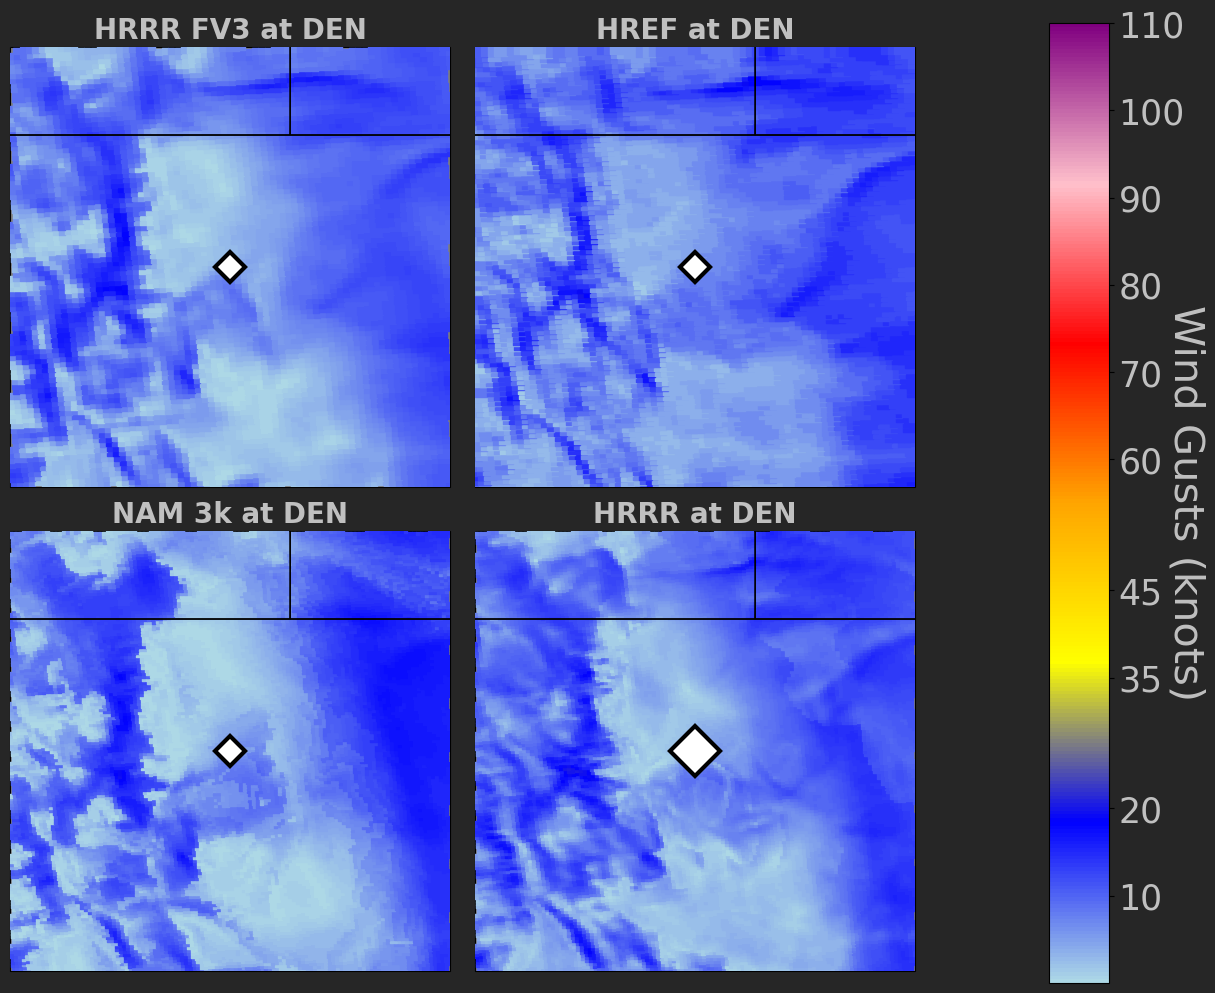 HRRR FV3 at DEN
HREF at DEN
NAM 3k at DEN
HRRR at DEN
110
100
90
80
70
60
45
35
20
10
Wind Gusts (knots)